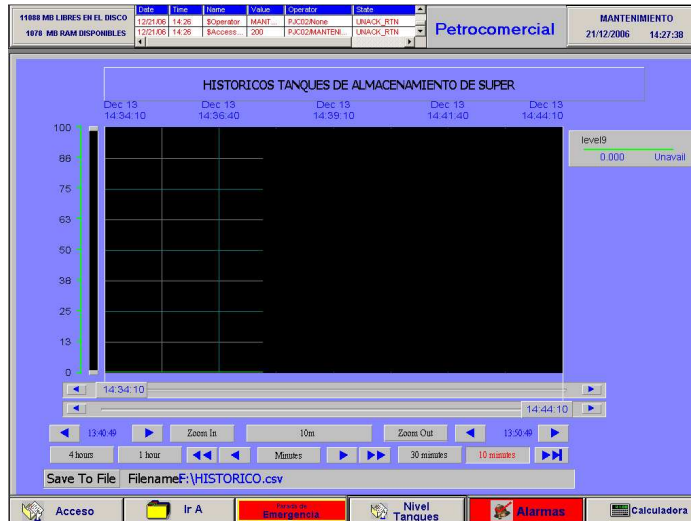 11088 MB LIBRES EN EL DISCO
1078 MB RAM DISPONIBLES
Date Time Name Value Operator State
12/21/06 14:26 $Operator MANT... PJC02/None UNACK_RTN
12/21/06 14:26 $Access... 200 PJC02/MANTENI... UNACK_RTN
Petrocomercial
MANTENIMIENTO
21/12/2006 14:27:38
HISTORICOS TANQUES DE ALMACENAMIENTO DE SUPER
Dec 13 Dec 13 Dec 13 Dec 13 Dec 13
14:34:10 14:36:40 14:39:10 14:41:40 14:44:10
100
88
75
63
50
38
25
13
0
level9
0.000 Unavail
14:34:10
14:44:10
13:40:49 Zoom In 10m Zoom Out 13:50:49
4 hours 1 hour Minutes 30 minutes 10 minutes
Save To File Filename: F:\HISTORICO.csv
Acceso
Ir A
Parada de
Emergencia
Nivel
Tanques
Alarmas
Calculadora